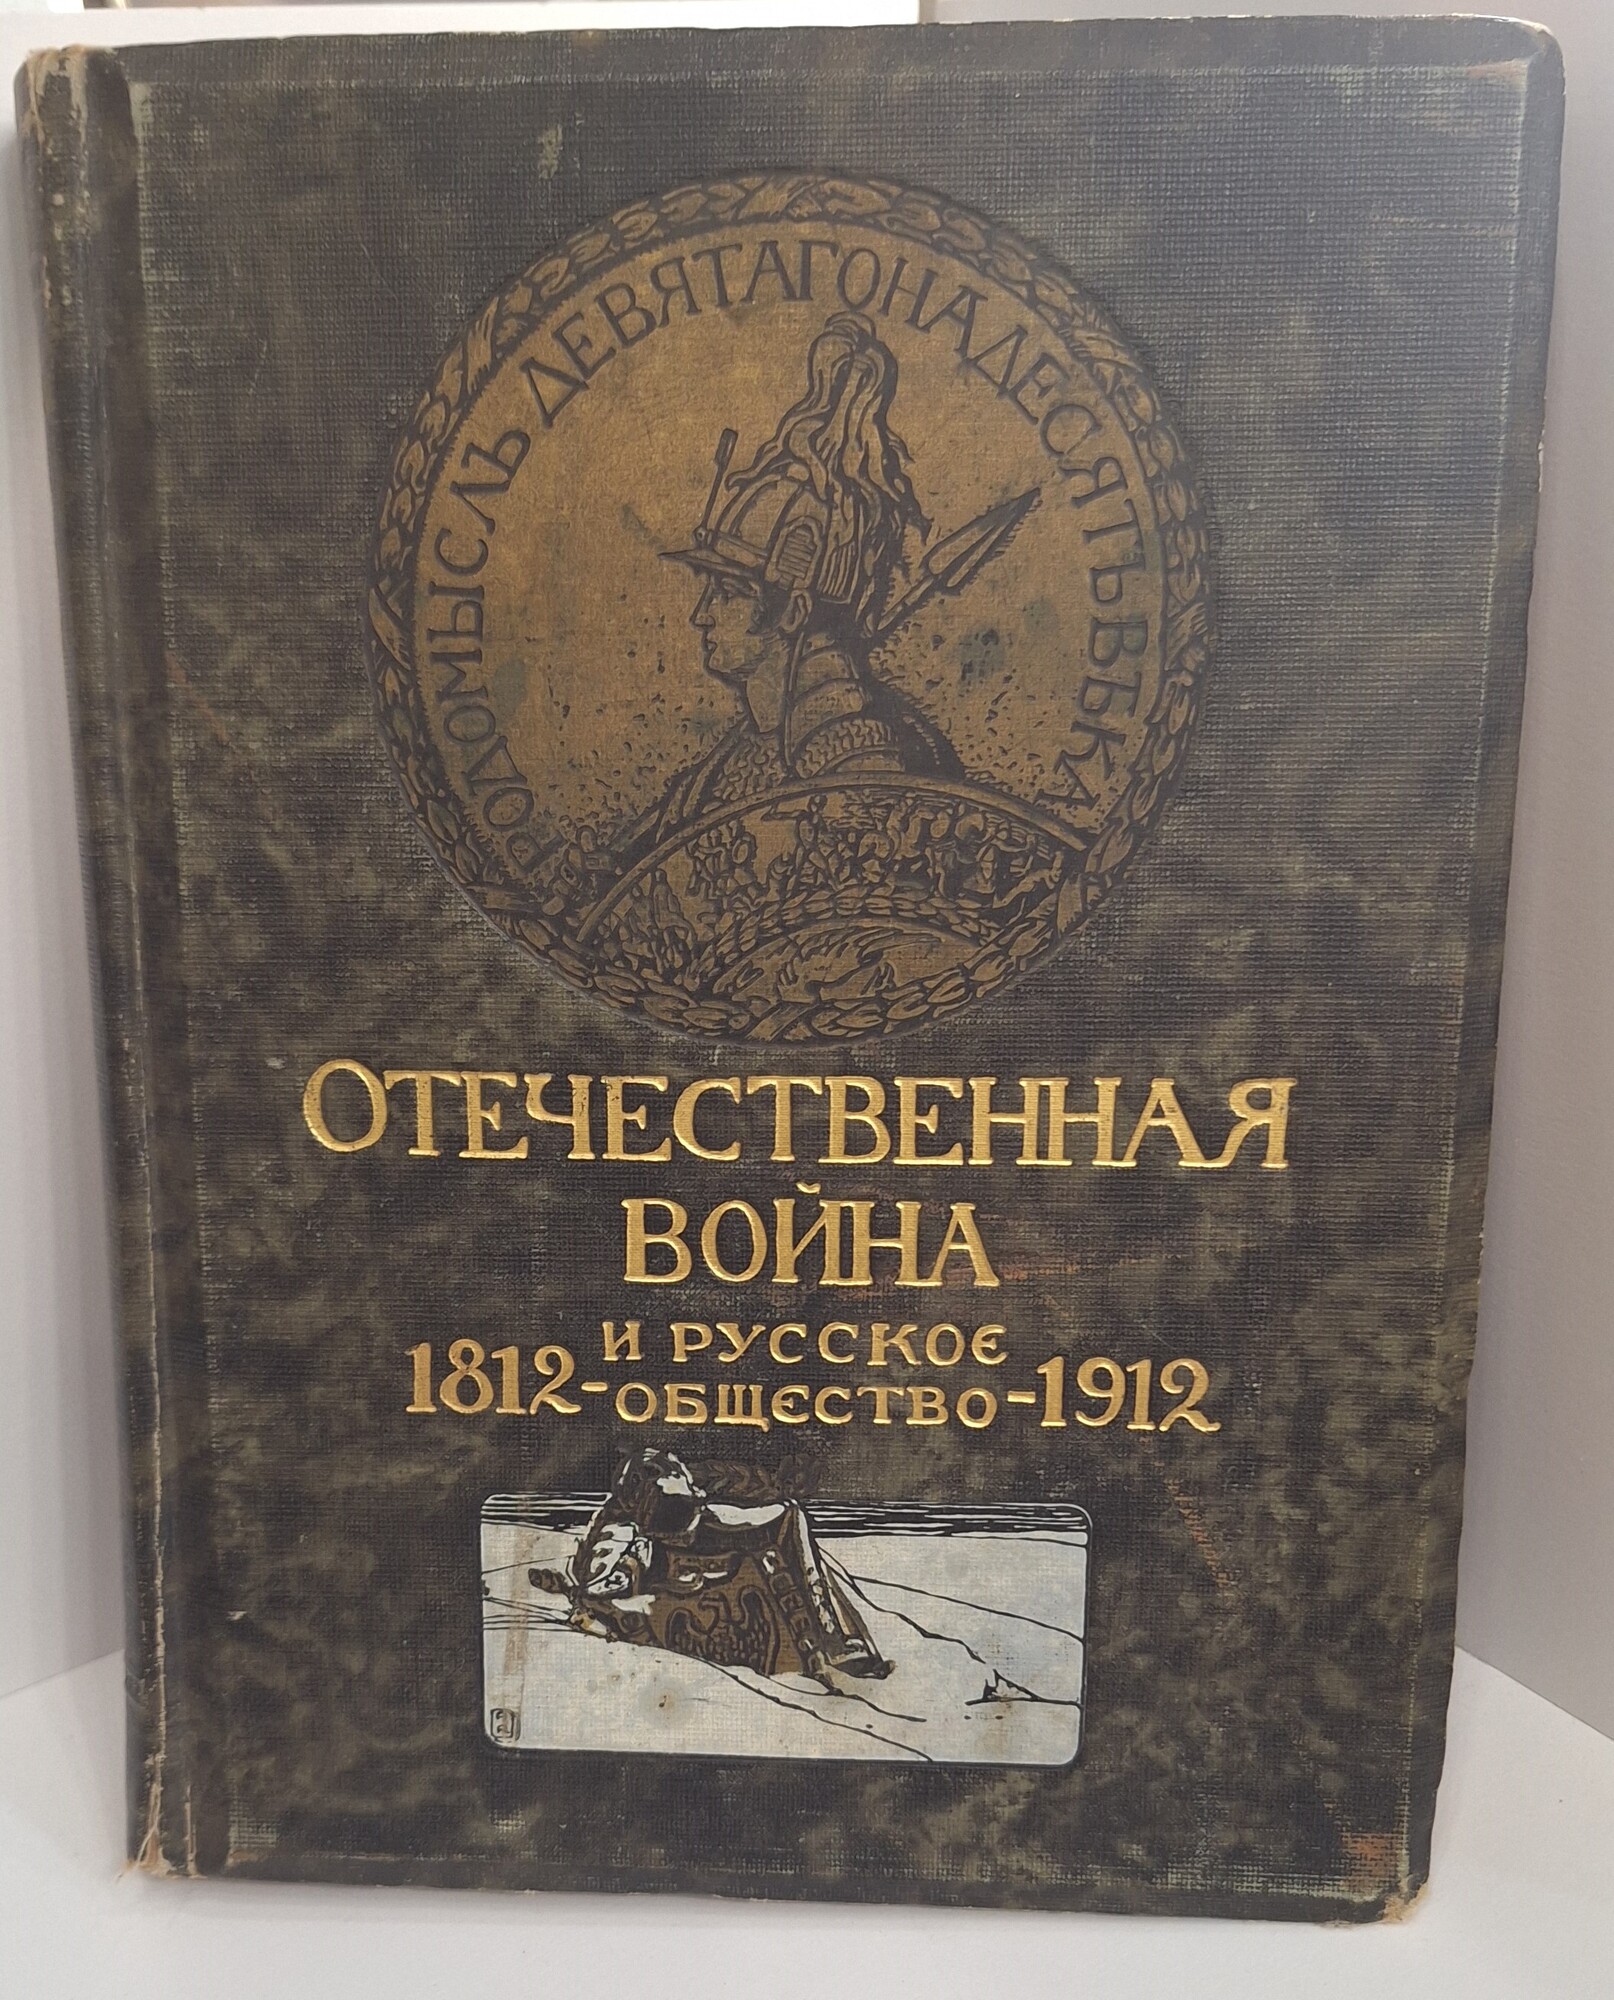 РОДОМЫСЛЪ ДЕВЯТАГОНАДЕСЯТЬ ВѢКА
ОТЕЧЕСТВЕННАЯ
ВОЙНА
И РУССКОЕ
1812-ОБЩЕСТВО-1912